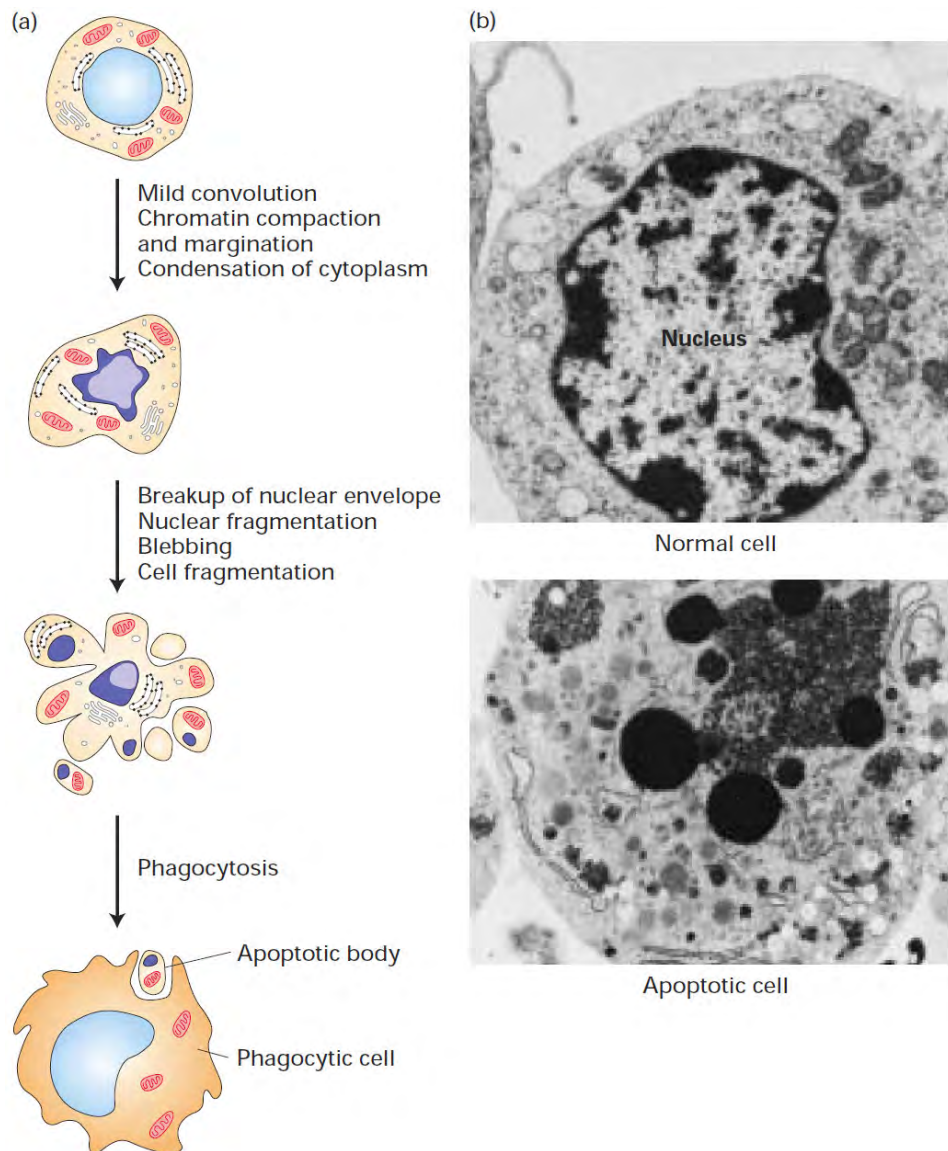 (a)
Mild convolution
Chromatin compaction
and margination
Condensation of cytoplasm
Breakup of nuclear envelope
Nuclear fragmentation
Blebbing
Cell fragmentation
Phagocytosis
Apoptotic body
Phagocytic cell
(b)
Nucleus
Normal cell
Apoptotic cell